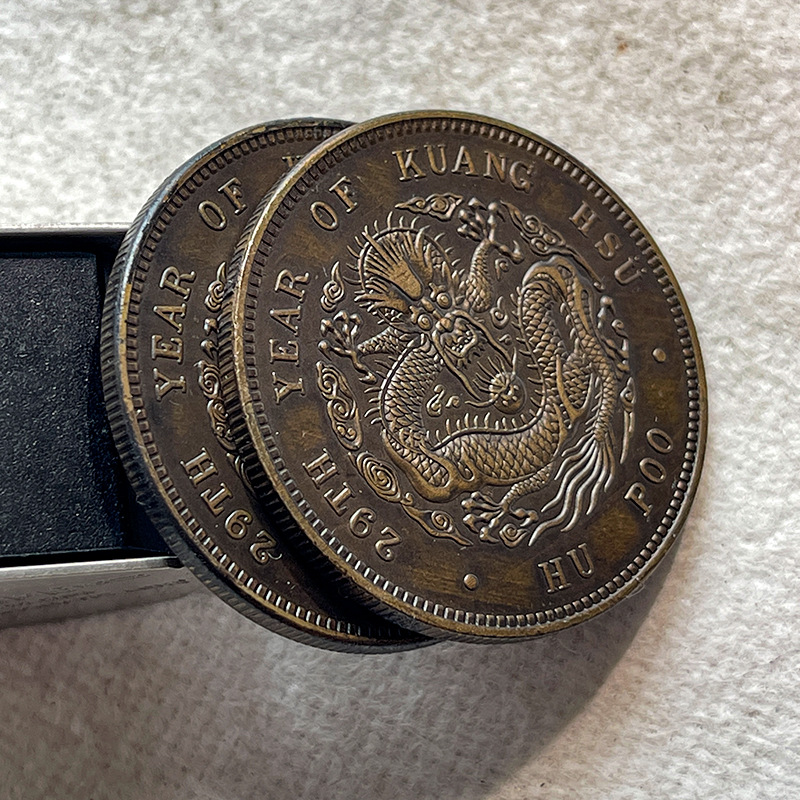 29TH YEAR OF KUANG HSÜ
HU POO
29TH YEAR OF